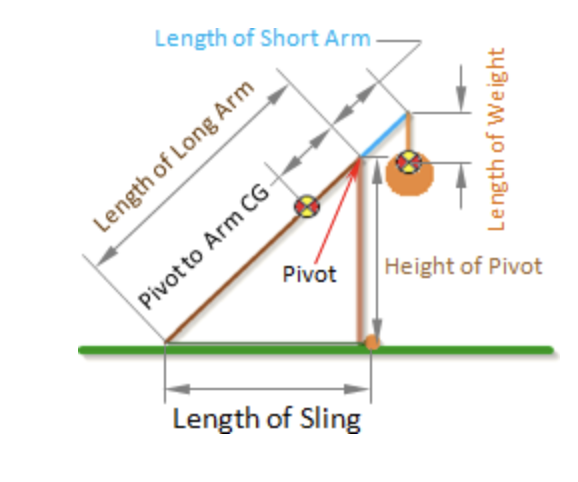 Length of Short Arm
Length of Weight
Length of Long Arm
Pivot to Arm CG
Pivot
Height of Pivot
Length of Sling